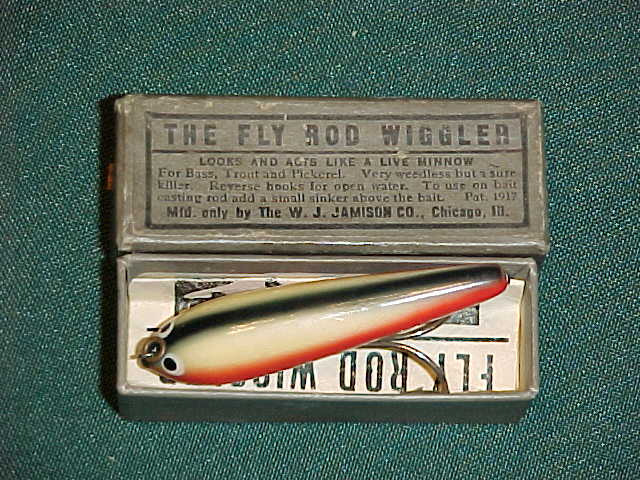 THE FLY ROD WIGGLER
LOOKS AND ACTS LIKE A LIVE MINNOW
For Bass, Trout and Pickerel. Very weedless but a sure
killer. Reverse hooks for open water. To use on bait
casting rod add a small sinker above the bait. Pat. 1917
Mfd. only by The W. J. JAMISON CO., Chicago, Ill.
FLY ROD WIGG